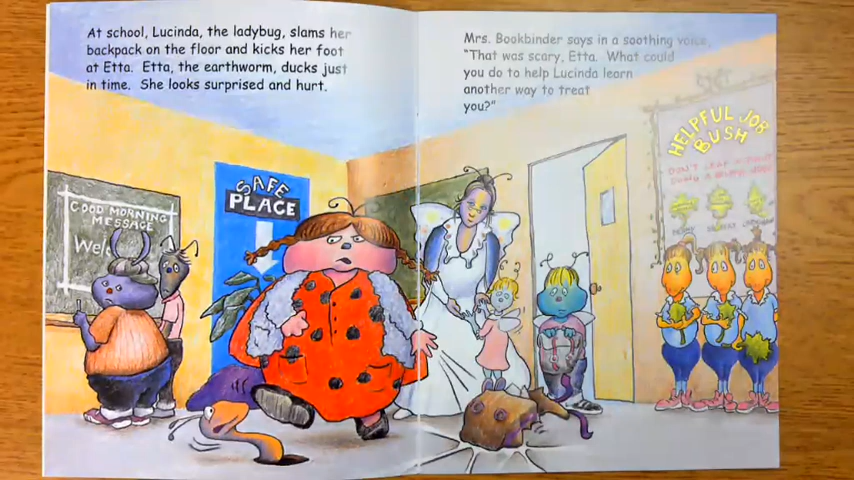 At school, Lucinda, the ladybug, slams her
backpack on the floor and kicks her foot
at Etta. Etta, the earthworm, ducks just
in time. She looks surprised and hurt.
Mrs. Bookbinder says in a soothing voice,
"That was scary, Etta. What could
you do to help Lucinda learn
another way to treat
you?"
GOOD MORNING
MESSAGE
Wel
SAFE
PLACE
HELPFUL JOB
BUSH